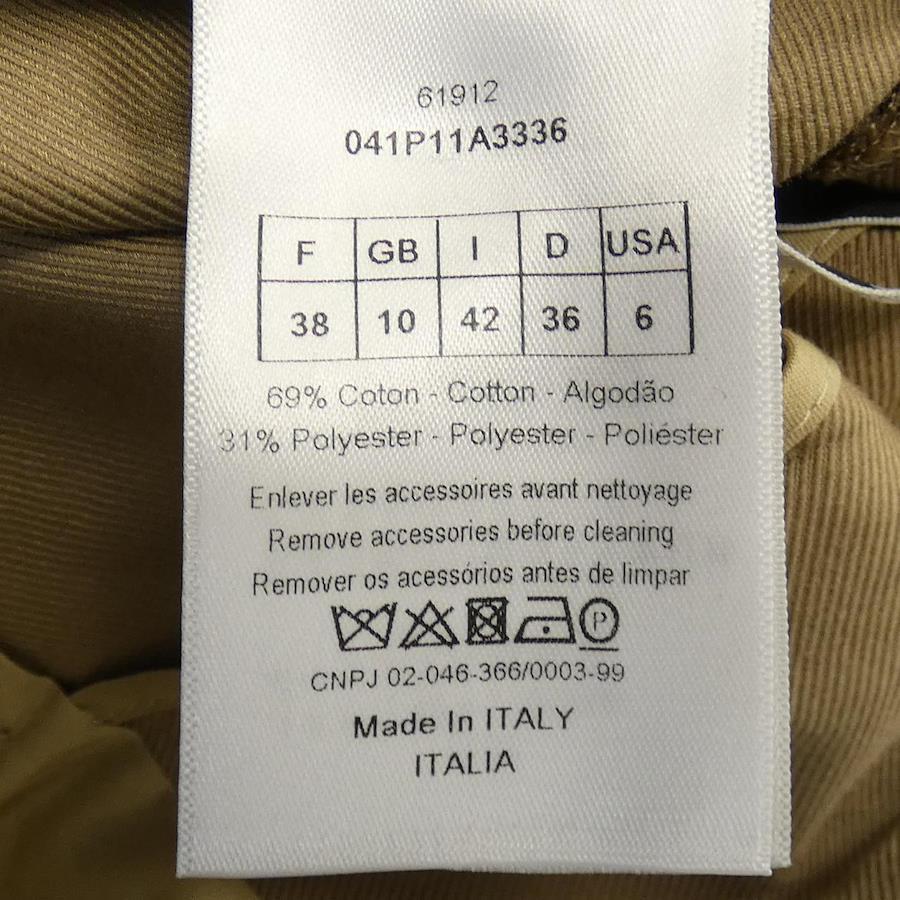 61912
041P11A3336
F GB I D USA
38 10 42 36 6
69% Coton - Cotton - Algodão
31% Polyester - Polyester - Poliéster
Enlever les accessoires avant nettoyage
Remove accessories before cleaning
Remover os acessórios antes de limpar
P
CNPJ 02-046-366/0003-99
Made In ITALY
ITALIA